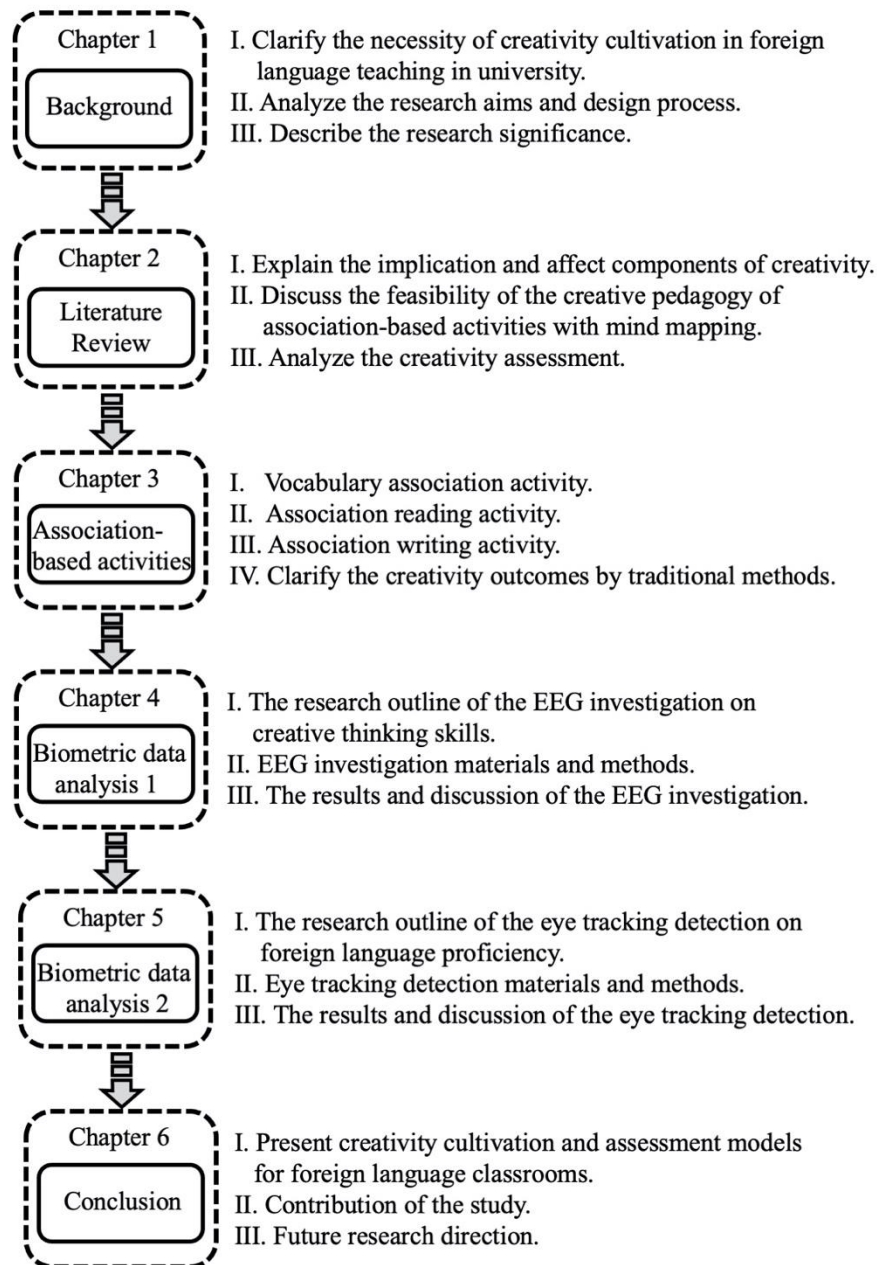 Chapter 1
Background
I. Clarify the necessity of creativity cultivation in foreign
language teaching in university.
II. Analyze the research aims and design process.
III. Describe the research significance.
Chapter 2
Literature
Review
I. Explain the implication and affect components of creativity.
II. Discuss the feasibility of the creative pedagogy of
association-based activities with mind mapping.
III. Analyze the creativity assessment.
Chapter 3
Association-
based activities
I. Vocabulary association activity.
II. Association reading activity.
III. Association writing activity.
IV. Clarify the creativity outcomes by traditional methods.
Chapter 4
Biometric data
analysis 1
I. The research outline of the EEG investigation on
creative thinking skills.
II. EEG investigation materials and methods.
III. The results and discussion of the EEG investigation.
Chapter 5
Biometric data
analysis 2
I. The research outline of the eye tracking detection on
foreign language proficiency.
II. Eye tracking detection materials and methods.
III. The results and discussion of the eye tracking detection.
Chapter 6
Conclusion
I. Present creativity cultivation and assessment models
for foreign language classrooms.
II. Contribution of the study.
III. Future research direction.